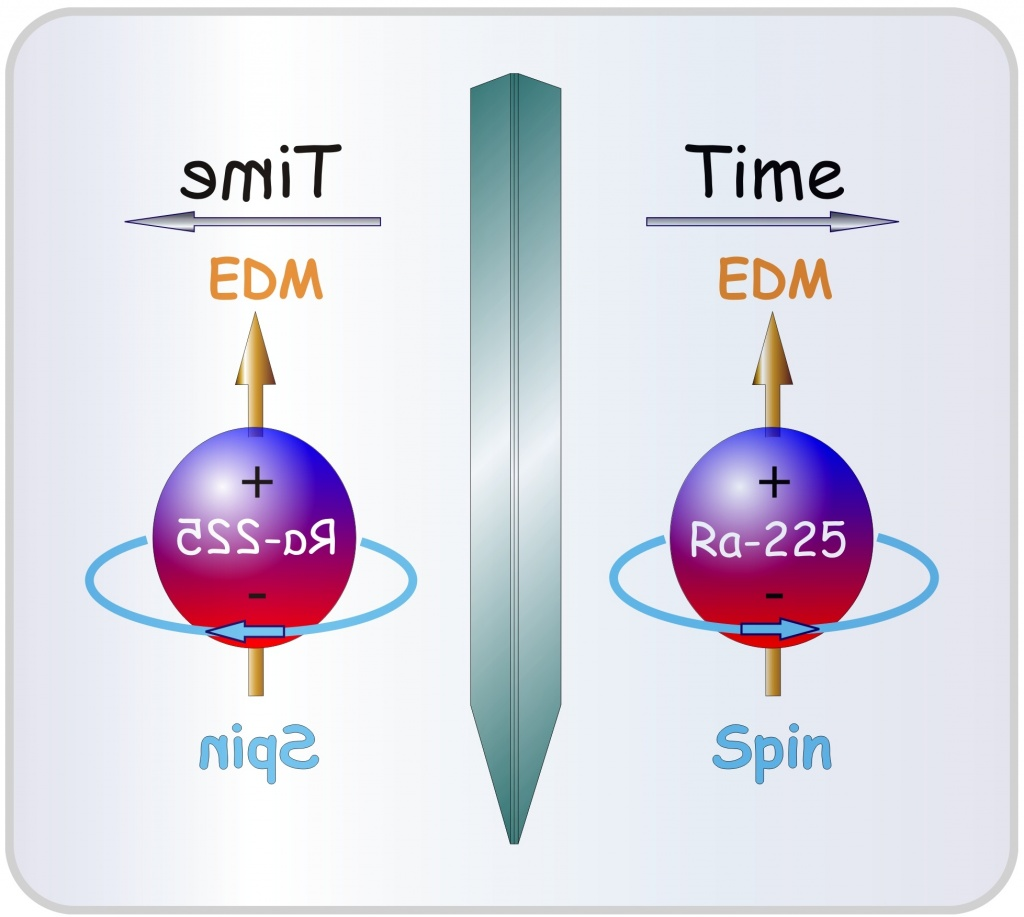 Time
Time
EDM
EDM
+
+
Ra-225
Ra-225
-
-
Spin
Spin